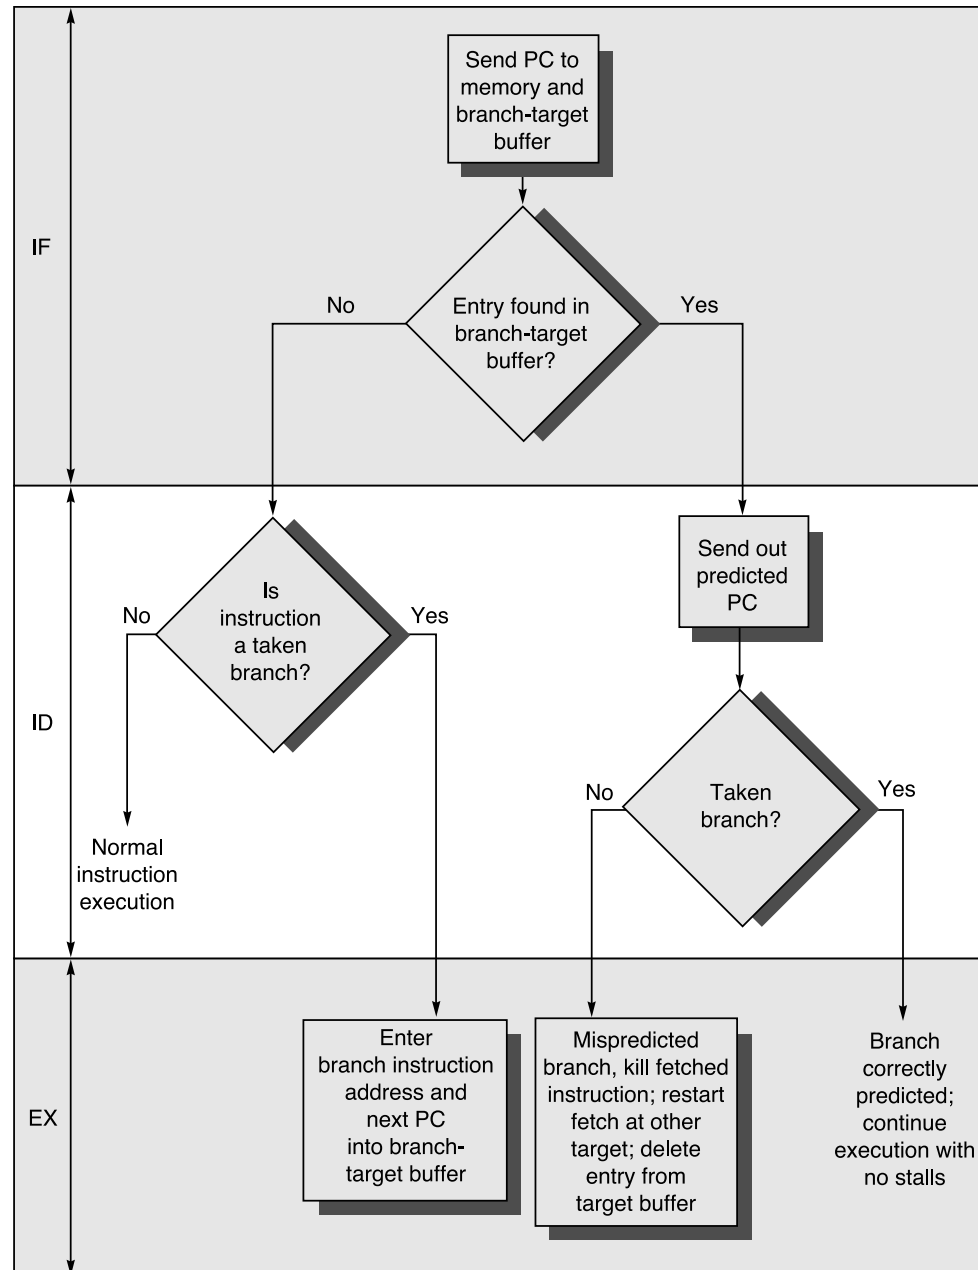 Send PC to
memory and
branch-target
buffer
IF
No
Entry found in
branch-target
buffer?
Yes
No
Is
instruction
a taken
branch?
Yes
Send out
predicted
PC
ID
Normal
instruction
execution
No
Taken
branch?
Yes
EX
Enter
branch instruction
address and
next PC
into branch-
target buffer
Mispredicted
branch, kill fetched
instruction; restart
fetch at other
target; delete
entry from
target buffer
Branch
correctly
predicted;
continue
execution with
no stalls